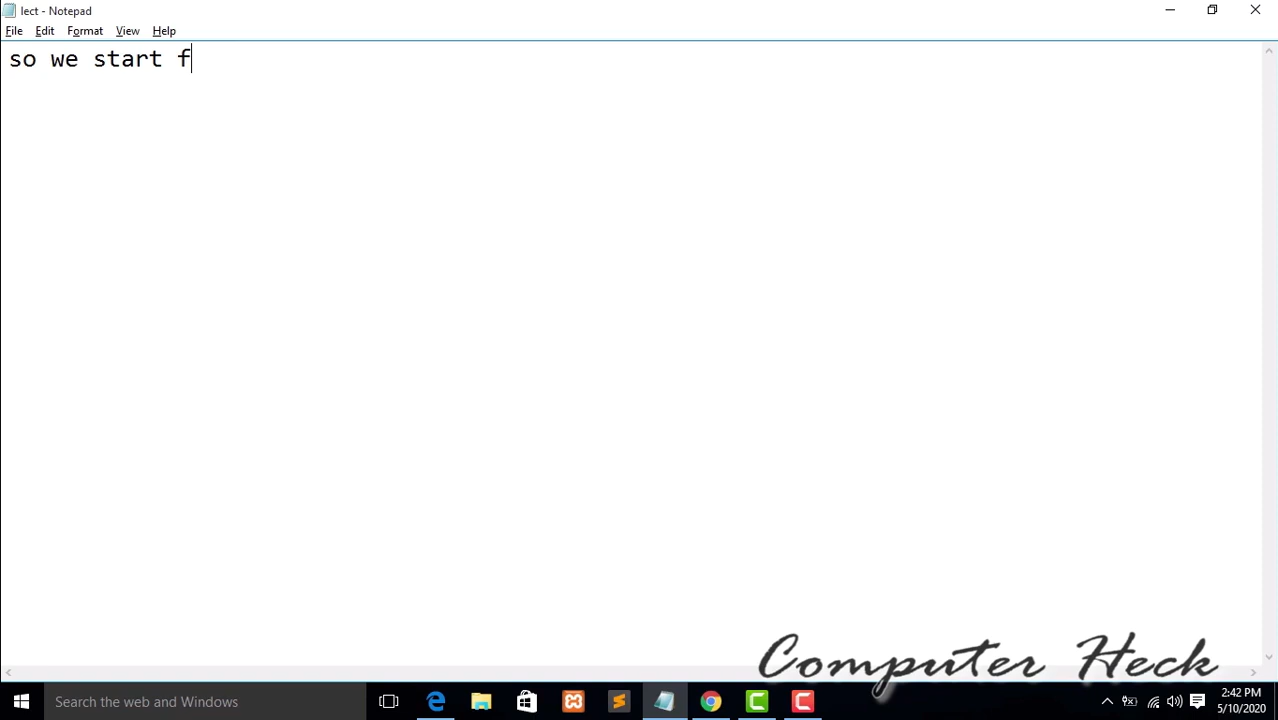 lect - Notepad
File Edit Format View Help
so we start f
Computer Heck
Search the web and Windows
2:42 PM
5/10/2020